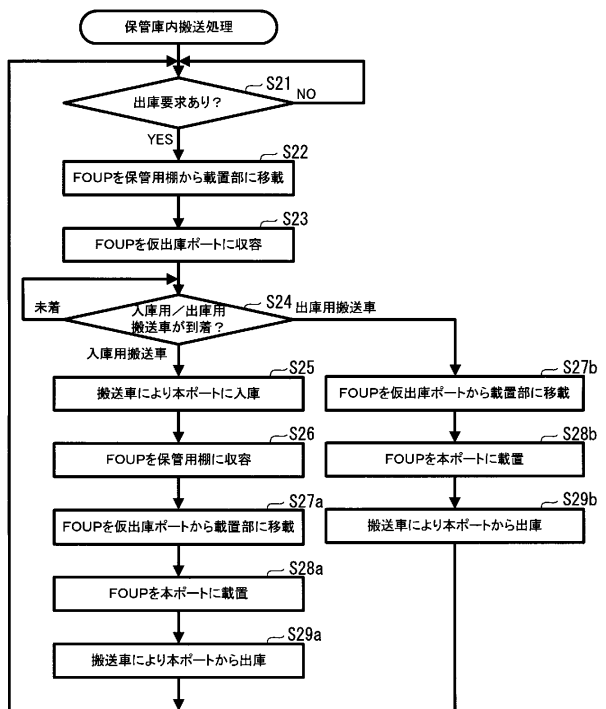 保管庫内搬送処理
S21
出庫要求あり?
NO
YES
S22
FOUPを保管用棚から載置部に移載
S23
FOUPを仮出庫ポートに収容
S24
未着
入庫用/出庫用
搬送車が到着?
出庫用搬送車
入庫用搬送車
S25
搬送車により本ポートに入庫
S26
FOUPを保管用棚に収容
S27a
FOUPを仮出庫ポートから載置部に移載
S28a
FOUPを本ポートに載置
S29a
搬送車により本ポートから出庫
S27b
FOUPを仮出庫ポートから載置部に移載
S28b
FOUPを本ポートに載置
S29b
搬送車により本ポートから出庫